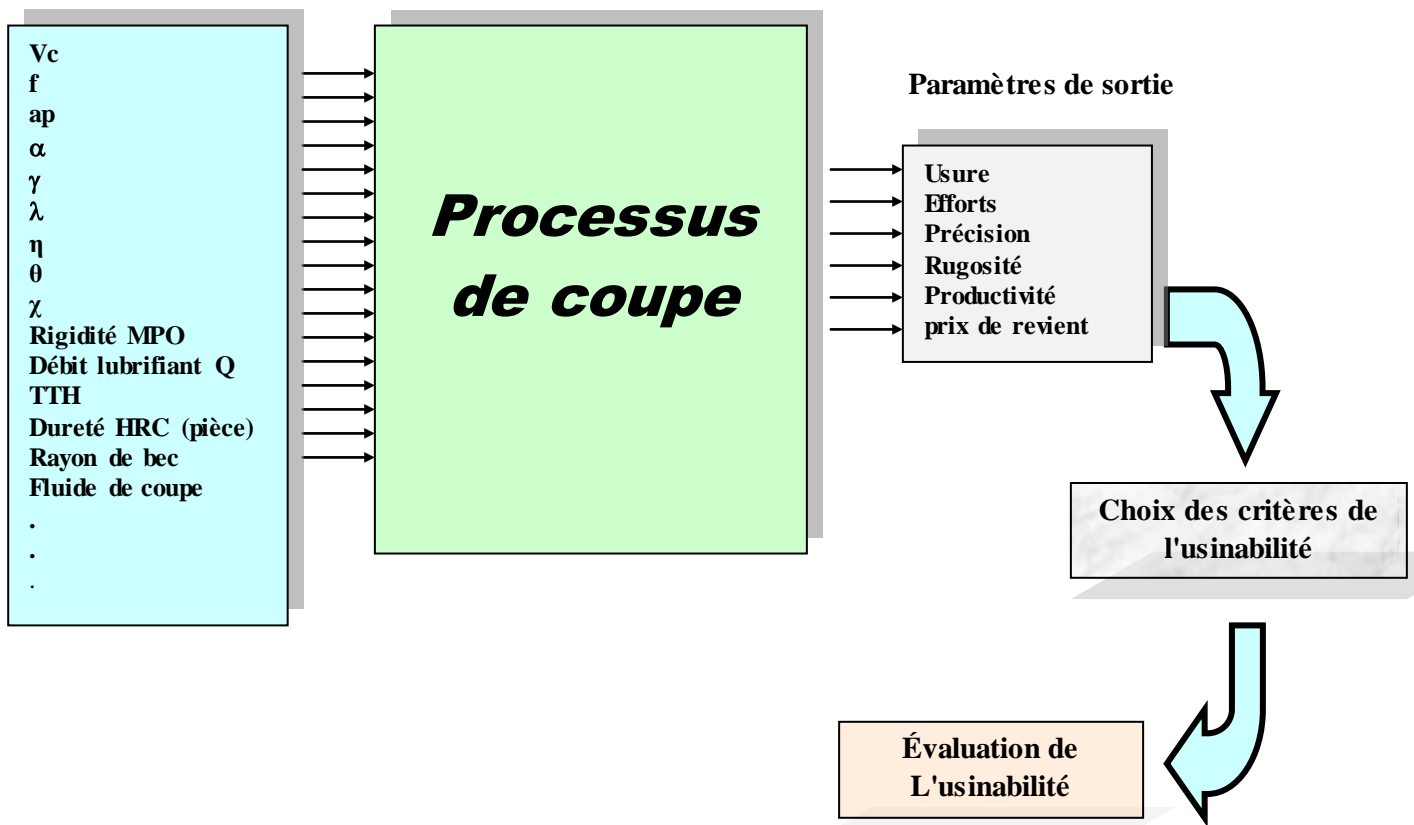 Vc
f
ap
α
γ
λ
η
θ
χ
Rigidité MPO
Débit lubrifiant Q
TTH
Dureté HRC (pièce)
Rayon de bec
Fluide de coupe
.
.
.
Processus
de coupe
Paramètres de sortie
Usure
Efforts
Précision
Rugosité
Productivité
prix de revient
Choix des critères de
l'usinabilité
Évaluation de
L'usinabilité